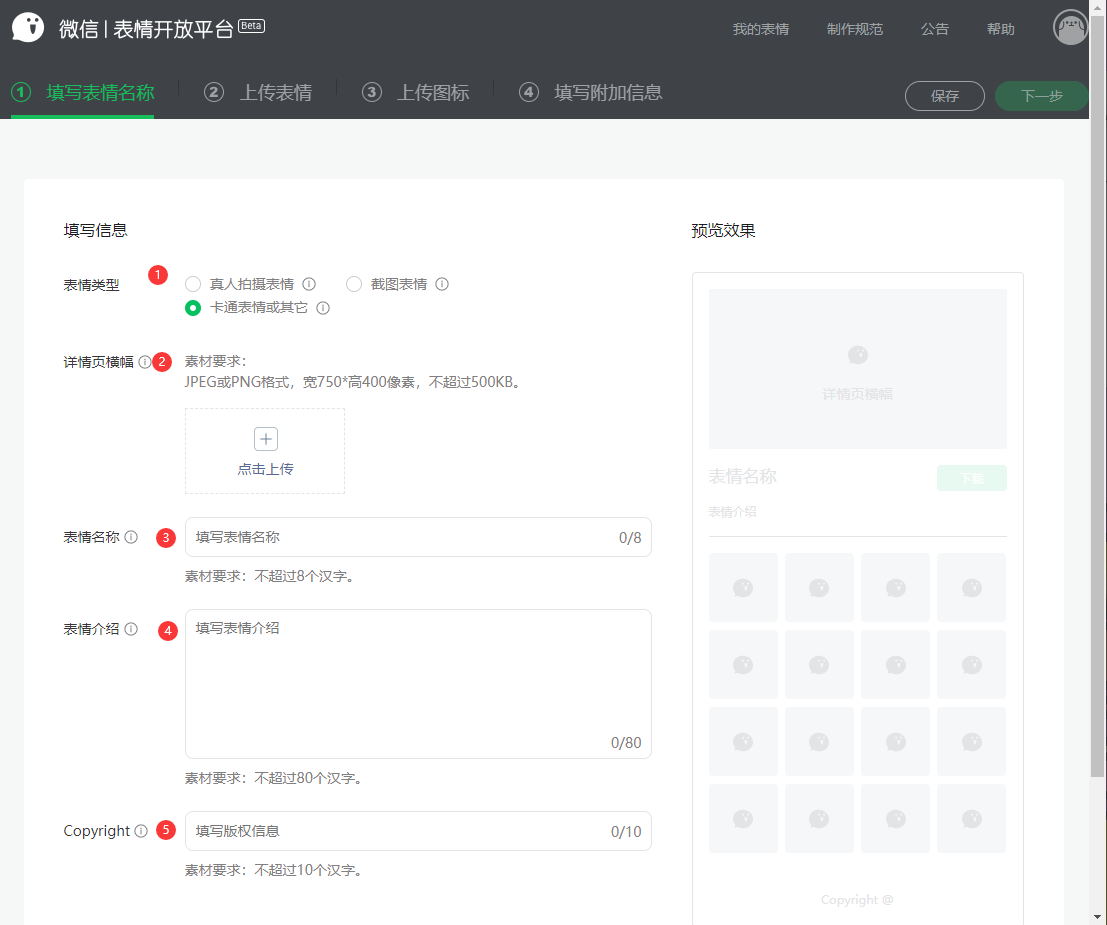 微信 | 表情开放平台 Beta
我的表情 制作规范 公告 帮助
1 填写表情名称 2 上传表情 3 上传图标 4 填写附加信息 保存 下一步
填写信息
表情类型 1 真人拍摄表情 截图表情
卡通表情或其它
详情页横幅 2 素材要求：
JPEG或PNG格式，宽750*高400像素，不超过500KB。
点击上传
表情名称 3 填写表情名称 0/8
素材要求：不超过8个汉字。
表情介绍 4 填写表情介绍
0/80
素材要求：不超过80个汉字。
Copyright 5 填写版权信息 0/10
素材要求：不超过10个汉字。
预览效果
详情页横幅
表情名称 下载
表情介绍
Copyright @